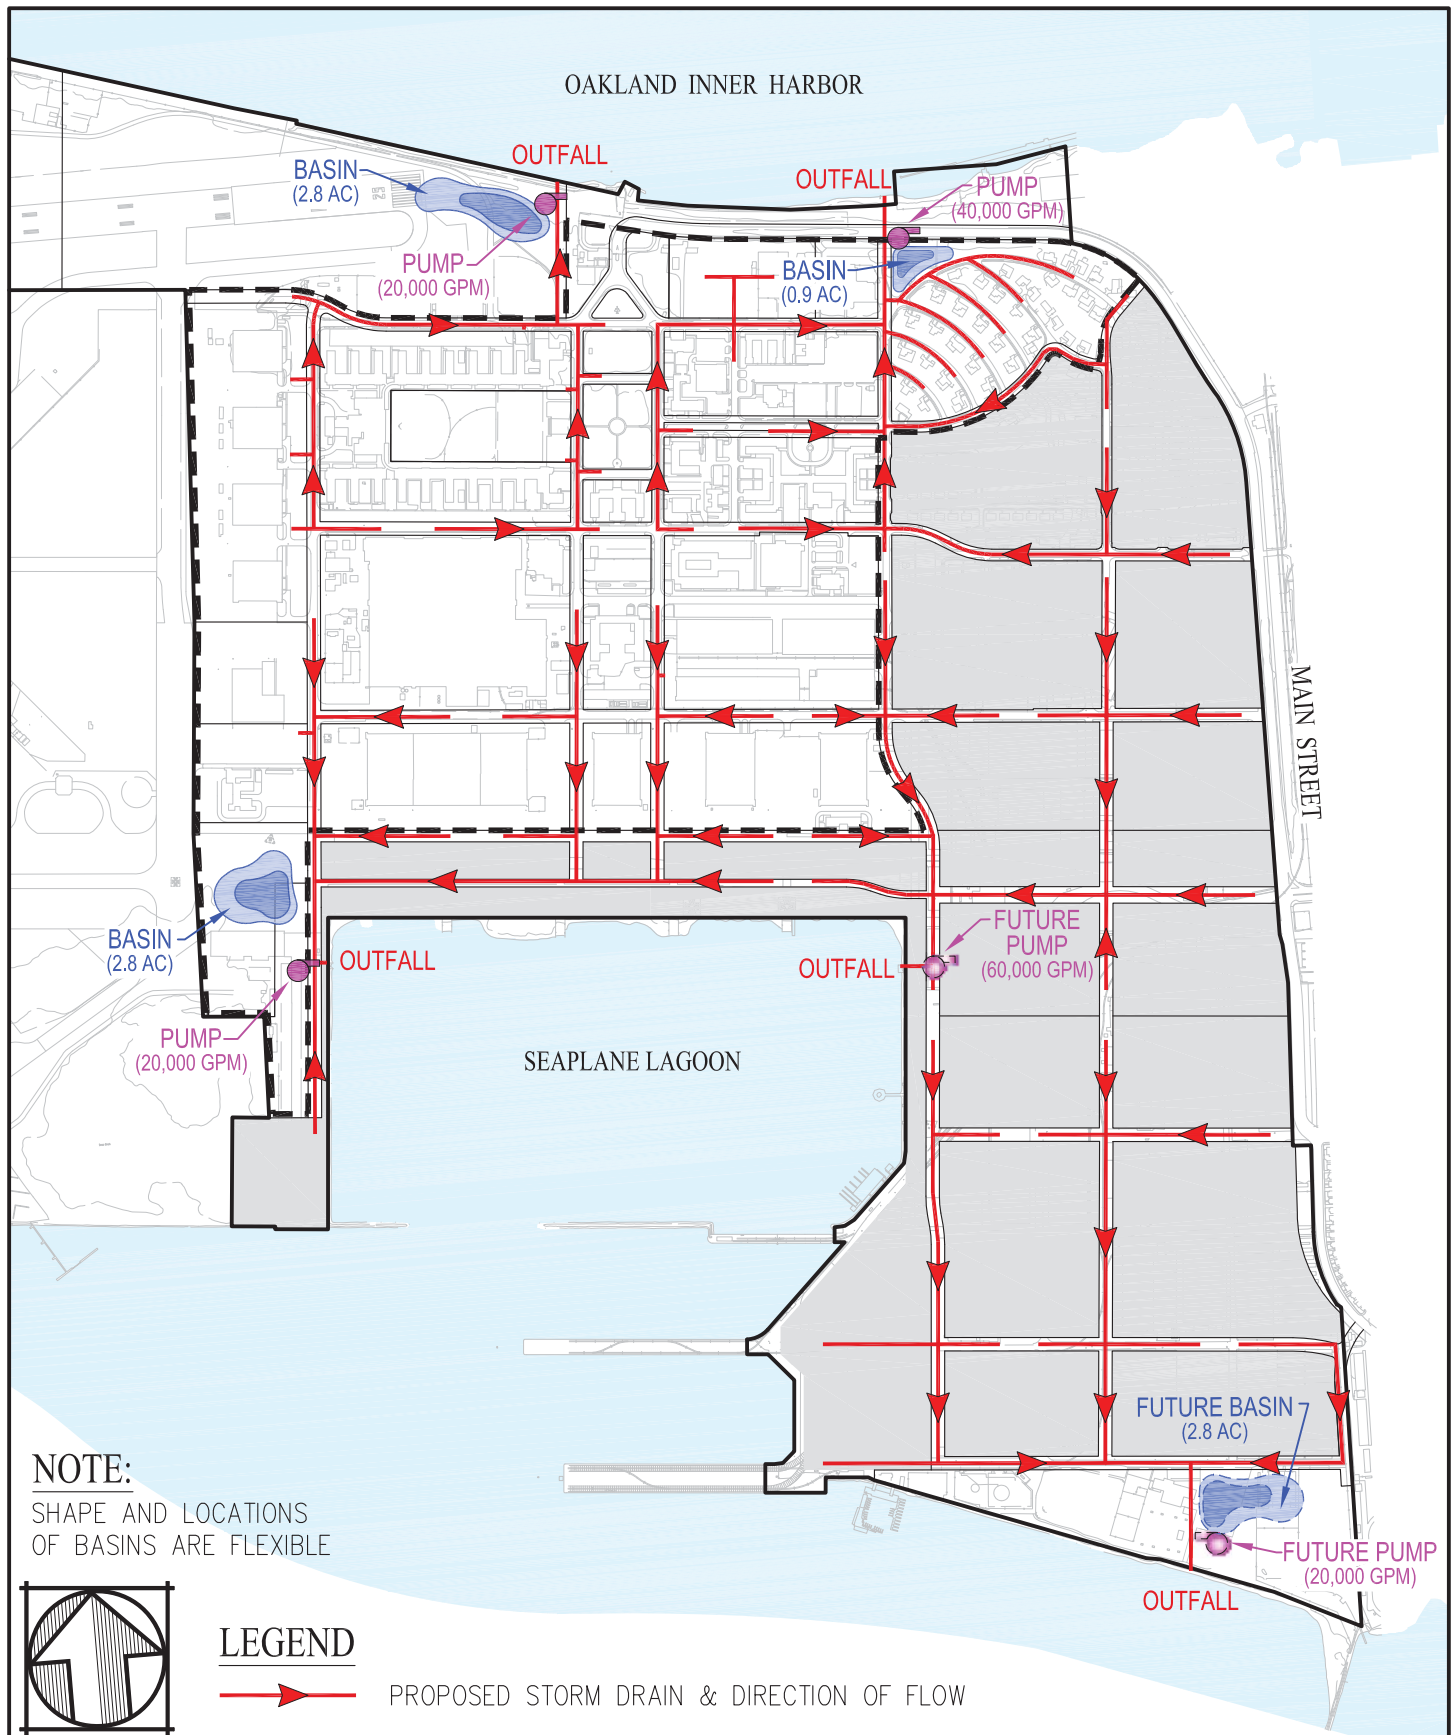 OAKLAND INNER HARBOR
OUTFALL
BASIN
(2.8 AC)
OUTFALL
PUMP
(40,000 GPM)
PUMP
(20,000 GPM)
BASIN
(0.9 AC)
MAIN STREET
BASIN
(2.8 AC)
OUTFALL
FUTURE
PUMP
(60,000 GPM)
OUTFALL
PUMP
(20,000 GPM)
SEAPLANE LAGOON
FUTURE BASIN
(2.8 AC)
FUTURE PUMP
(20,000 GPM)
OUTFALL
NOTE:
SHAPE AND LOCATIONS
OF BASINS ARE FLEXIBLE
LEGEND
PROPOSED STORM DRAIN & DIRECTION OF FLOW